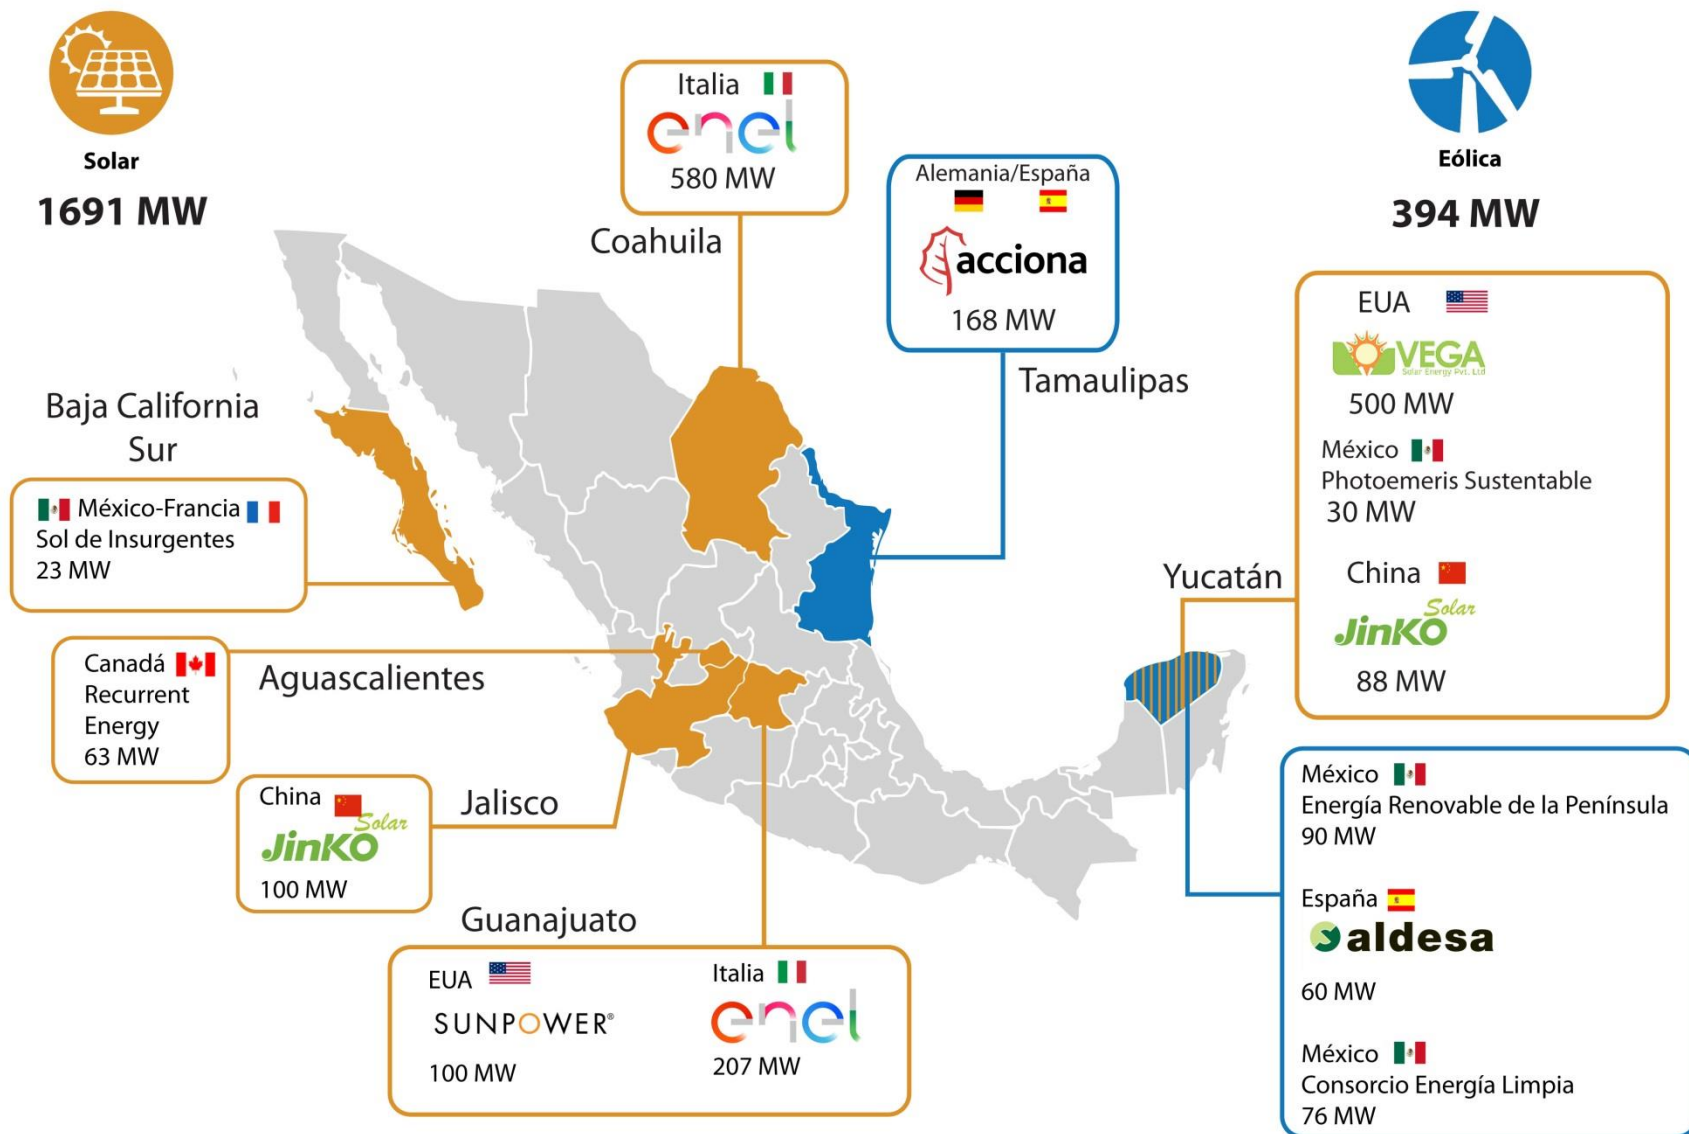 Solar
1691 MW
Italia
enel
580 MW
Coahuila
Alemania/España
acciona
168 MW
Tamaulipas
Eólica
394 MW
EUA
VEGA
Solar Energy Pvt. Ltd
500 MW
México
Photoemeris Sustentable
30 MW
China
JinKO Solar
88 MW
Yucatán
Baja California
Sur
México-Francia
Sol de Insurgentes
23 MW
Canadá
Recurrent
Energy
63 MW
Aguascalientes
China
JinKO Solar
100 MW
Jalisco
Guanajuato
EUA
SUNPOWER®
100 MW
Italia
enel
207 MW
México
Energía Renovable de la Península
90 MW
España
aldesa
60 MW
México
Consorcio Energía Limpia
76 MW